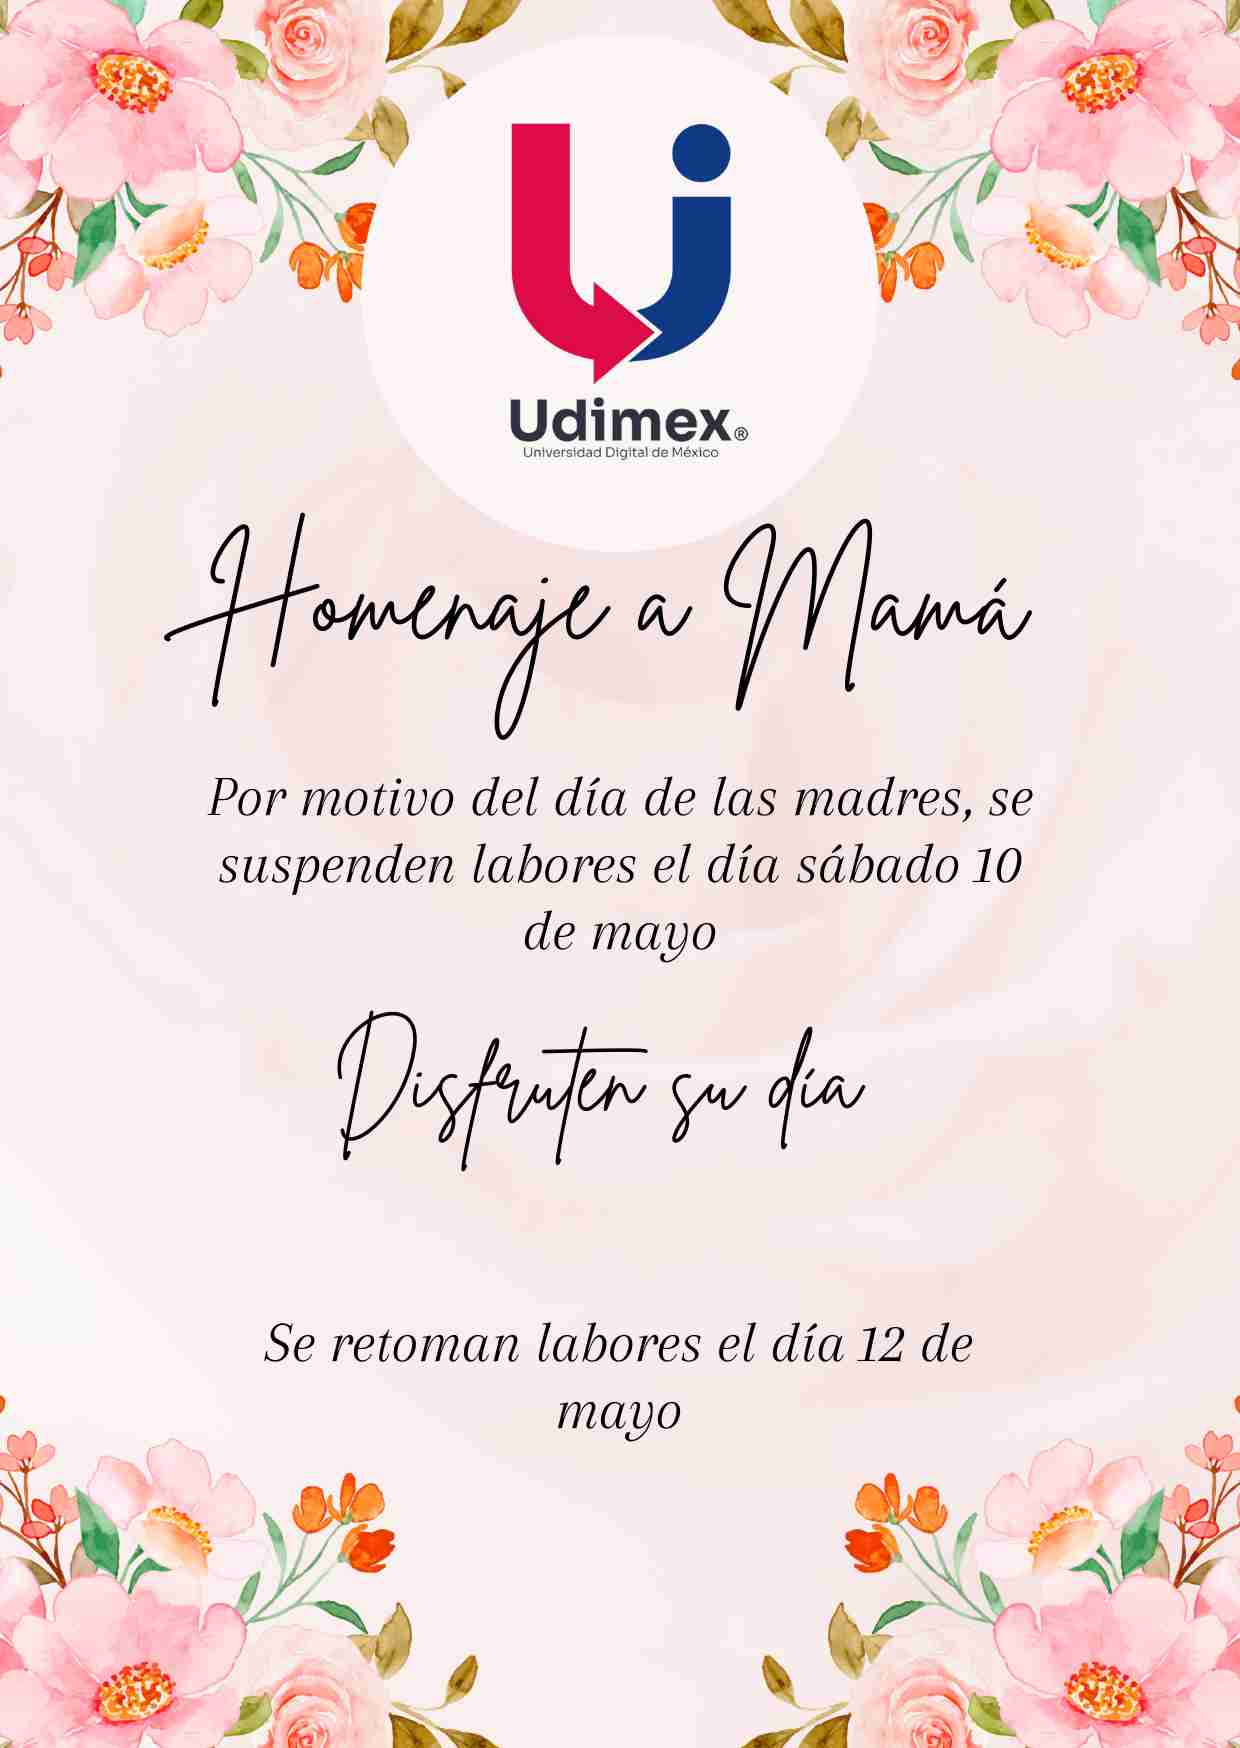 Udimex®
Universidad Digital de México
Homenaje a Mamá
Por motivo del día de las madres, se
suspenden labores el día sábado 10
de mayo
Disfruten su día
Se retoman labores el día 12 de
mayo